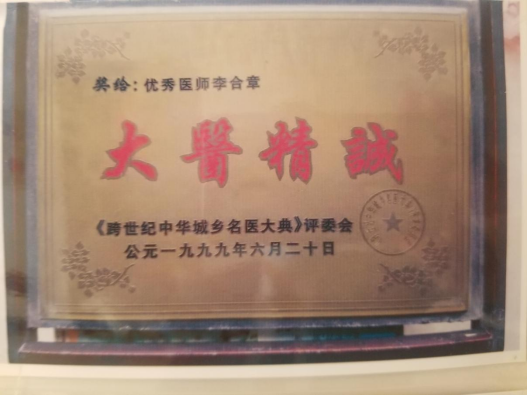 奖给：优秀医师李合章
大醫精誠
《跨世纪中华城乡名医大典》评委会
公元一九九九年六月二十日